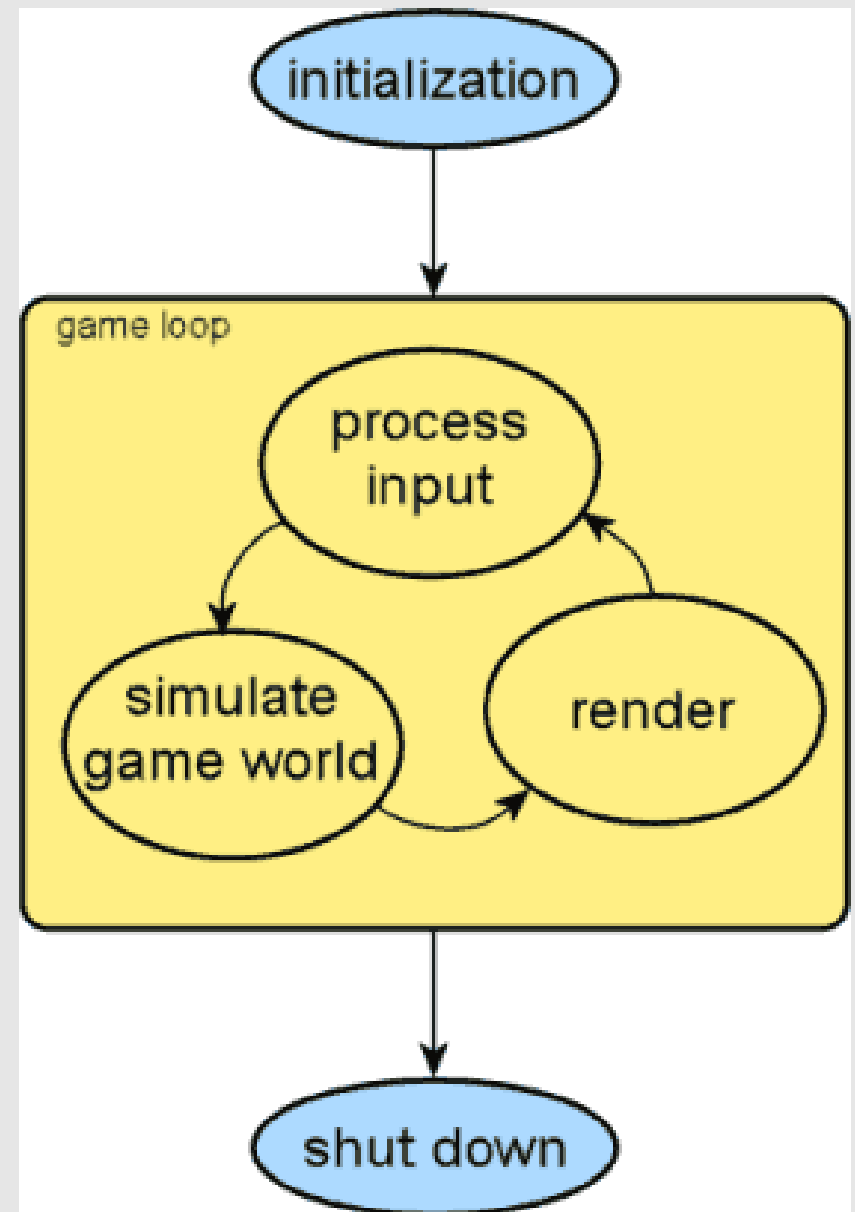 initialization
game loop
process
input
simulate
game world
render
shut down